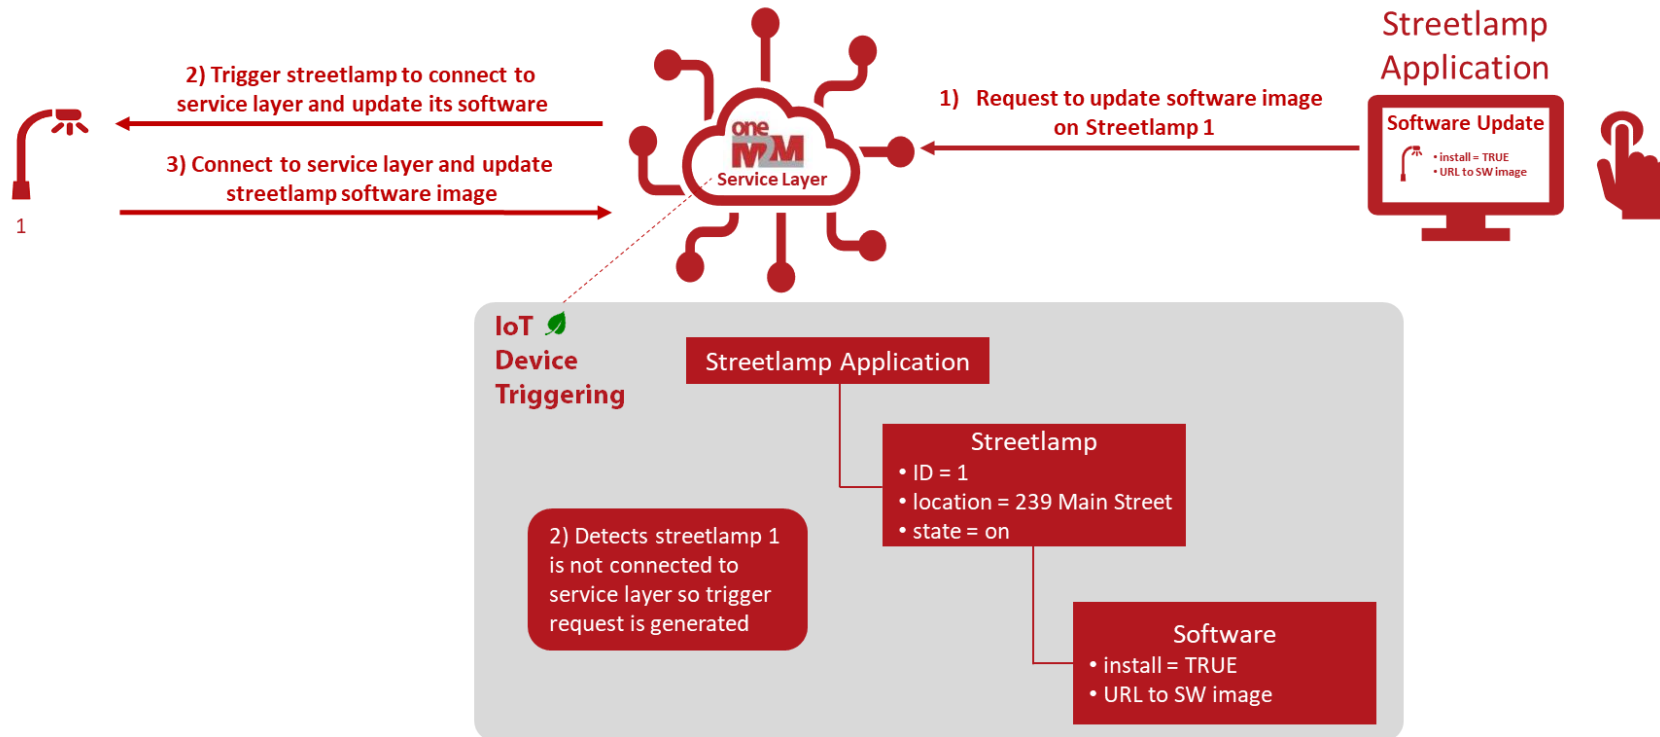 Streetlamp
Application
2) Trigger streetlamp to connect to
service layer and update its software
1) Request to update software image
on Streetlamp 1
Software Update
• install = TRUE
• URL to SW image
one
M2M
Service Layer
3) Connect to service layer and update
streetlamp software image
1
IoT
Device
Triggering
Streetlamp Application
Streetlamp
• ID = 1
• location = 239 Main Street
• state = on
2) Detects streetlamp 1
is not connected to
service layer so trigger
request is generated
Software
• install = TRUE
• URL to SW image